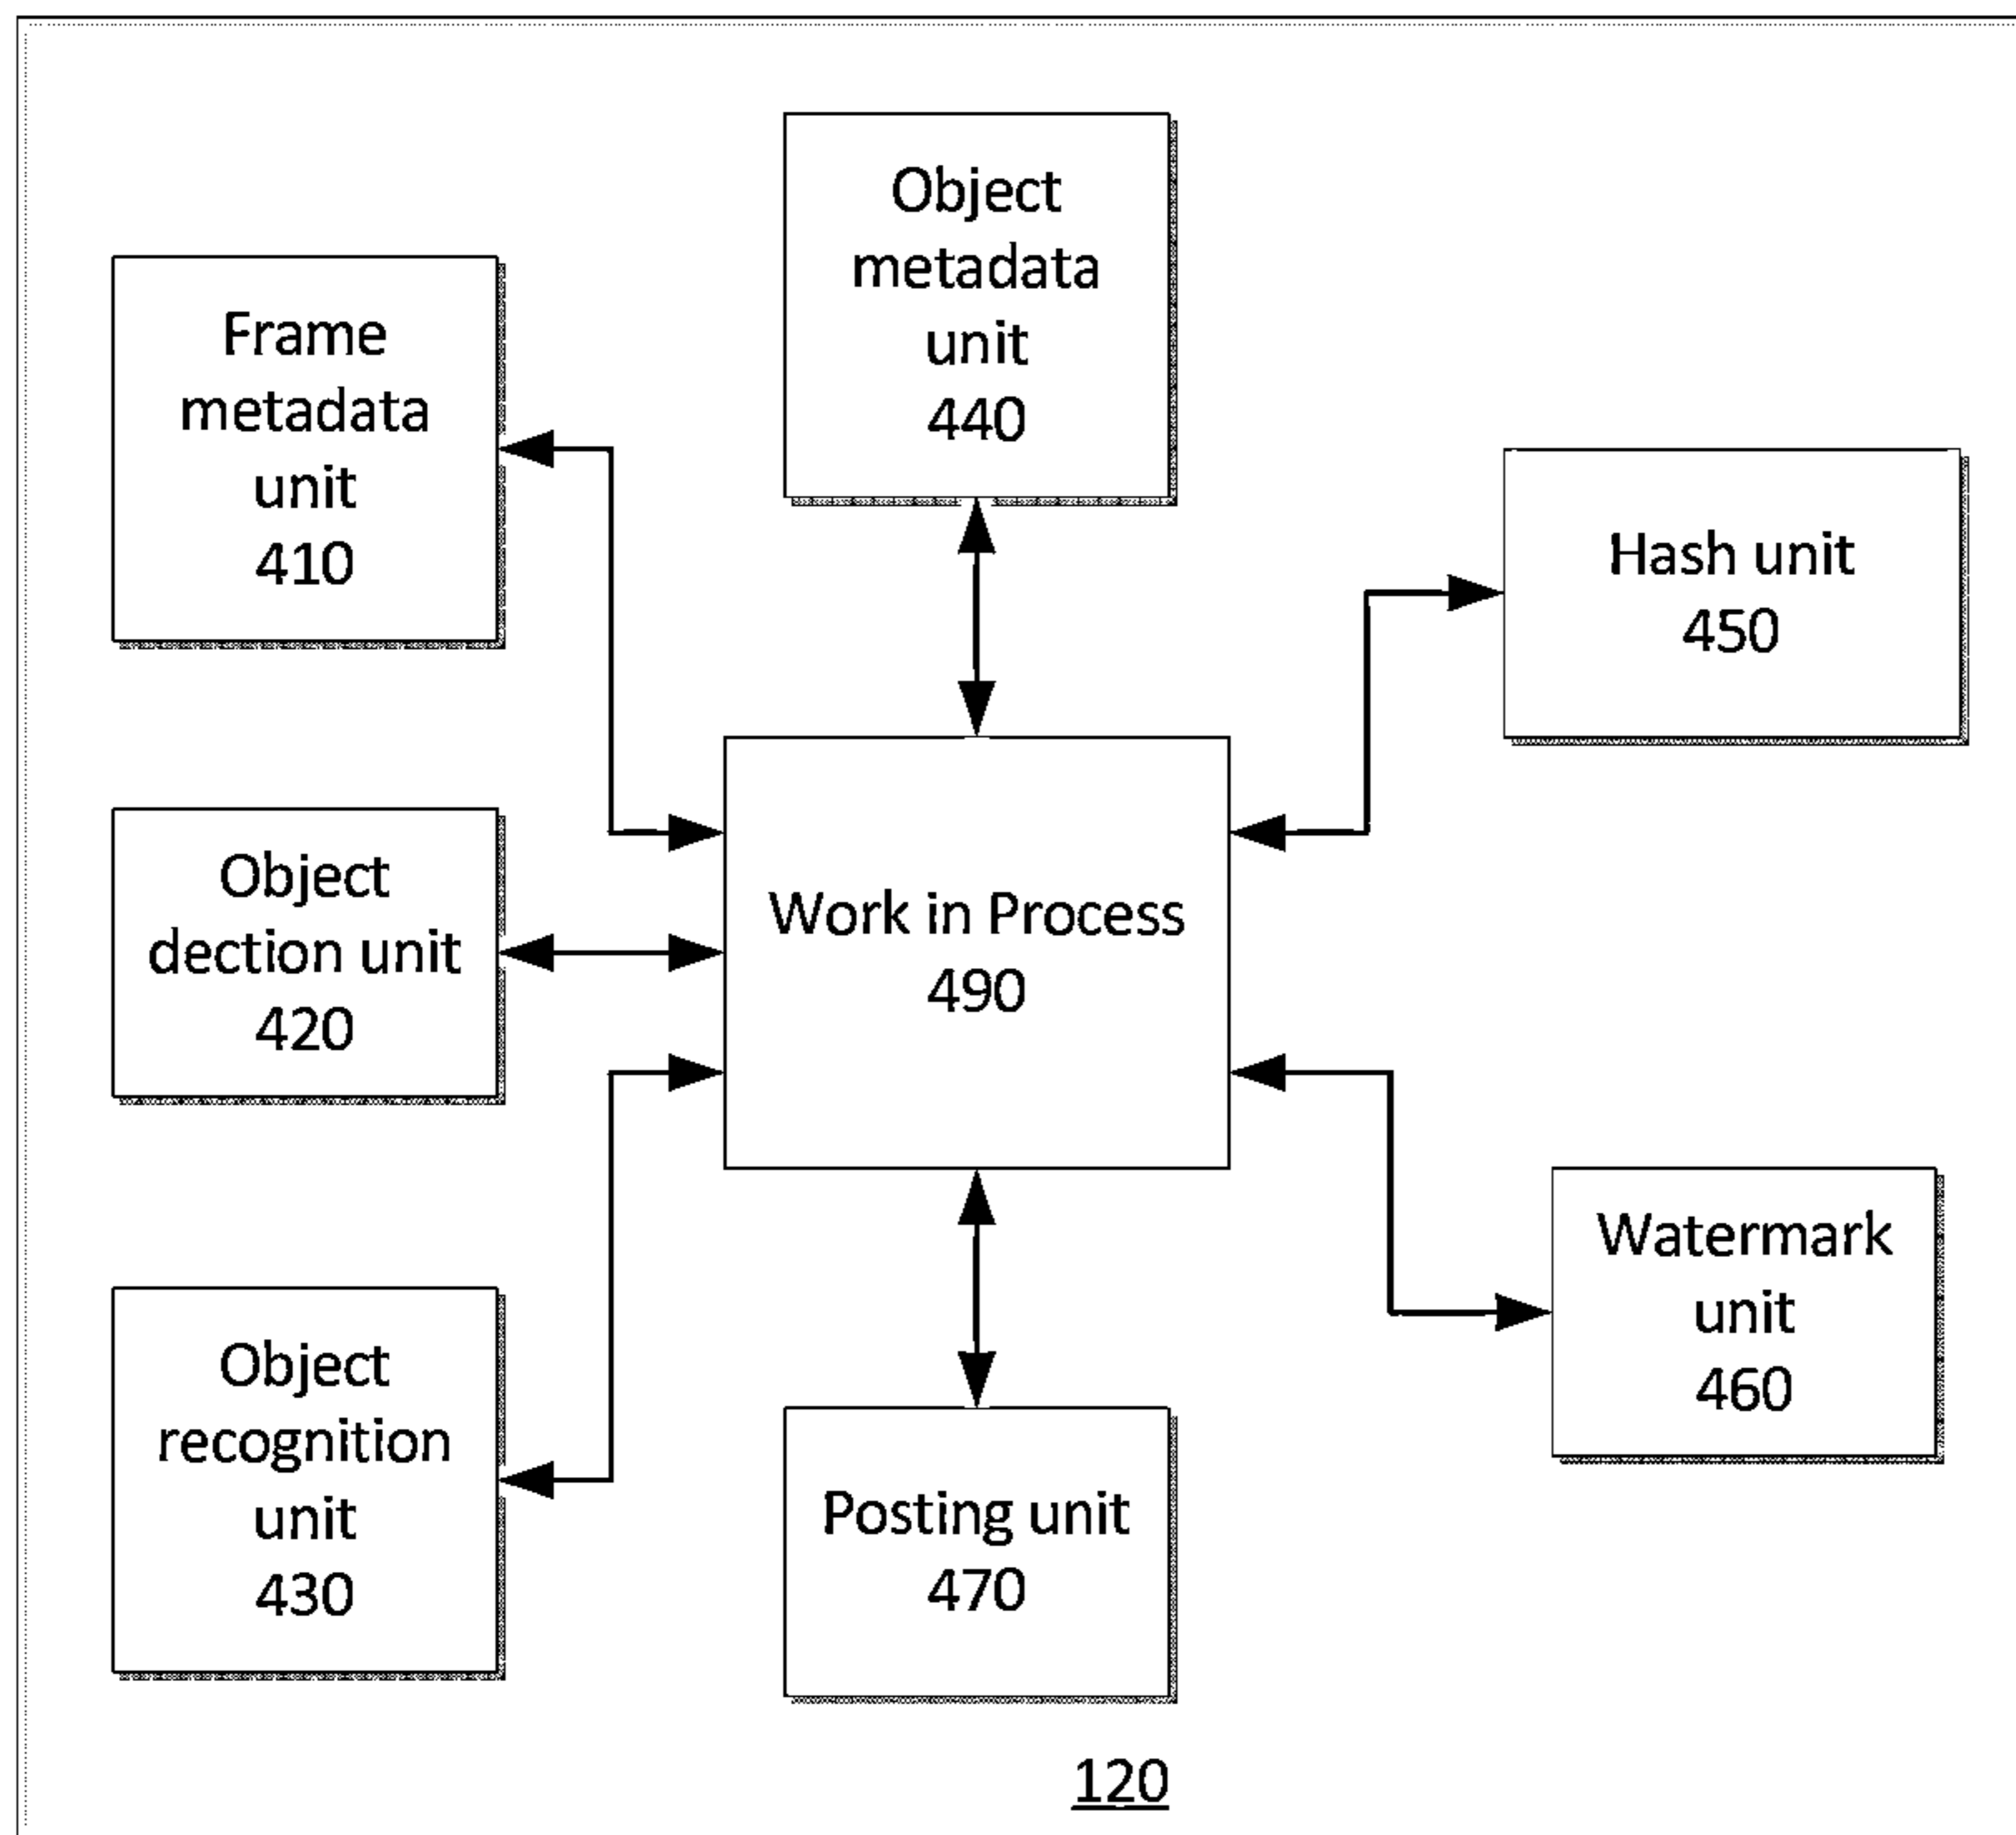 Frame
metadata
unit
410
Object
metadata
unit
440
Hash unit
450
Object
dection unit
420
Work in Process
490
Object
recognition
unit
430
Posting unit
470
Watermark
unit
460
120